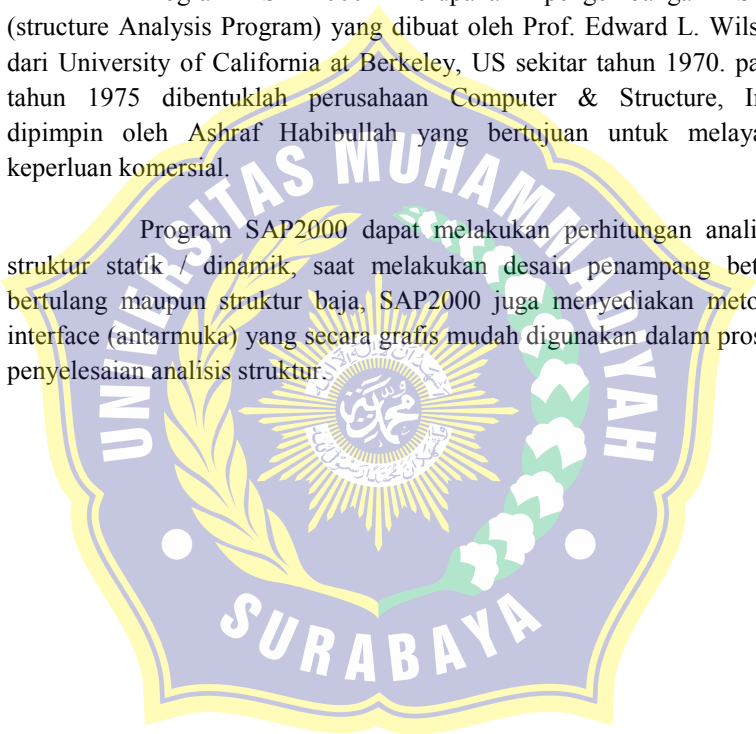 (structure Analysis Program) yang dibuat oleh Prof. Edward L. Wils
dari University of California at Berkeley, US sekitar tahun 1970. pa
tahun 1975 dibentuklah perusahaan Computer & Structure, In
dipimpin oleh Ashraf Habibullah yang bertujuan untuk melaya
keperluan komersial.
Program SAP2000 dapat melakukan perhitungan anali
struktur statik / dinamik, saat melakukan desain penampang bet
bertulang maupun struktur baja, SAP2000 juga menyediakan meto
interface (antarmuka) yang secara grafis mudah digunakan dalam pros
penyelesaian analisis struktur.
UNIVERSITAS MUHAMMADIYAH
SURABAYA